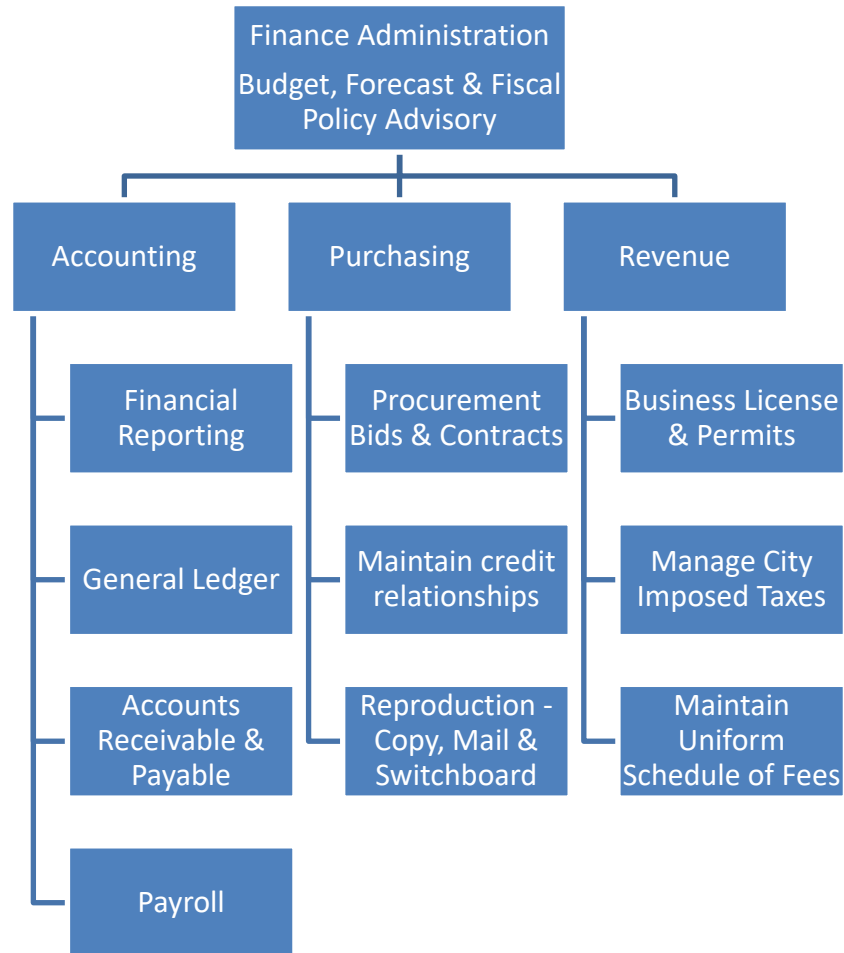 Finance Administration
Budget, Forecast & Fiscal
Policy Advisory
Accounting
Purchasing
Revenue
Financial
Reporting
Procurement
Bids & Contracts
Business License
& Permits
General Ledger
Maintain credit
relationships
Manage City
Imposed Taxes
Accounts
Receivable &
Payable
Reproduction -
Copy, Mail &
Switchboard
Maintain
Uniform
Schedule of Fees
Payroll